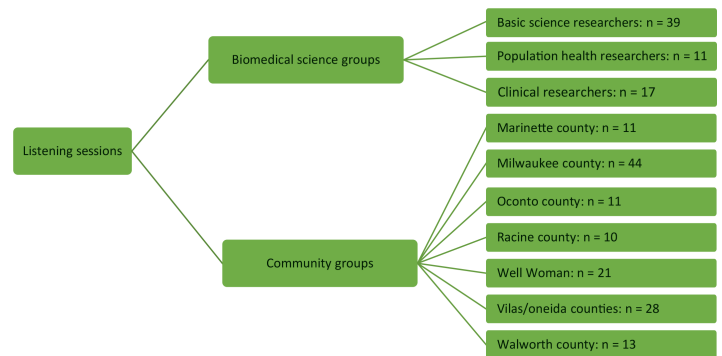 Listening sessions
Biomedical science groups
Basic science researchers: n = 39
Population health researchers: n = 11
Clinical researchers: n = 17
Community groups
Marinette county: n = 11
Milwaukee county: n = 44
Oconto county: n = 11
Racine county: n = 10
Well Woman: n = 21
Vilas/oneida counties: n = 28
Walworth county: n = 13